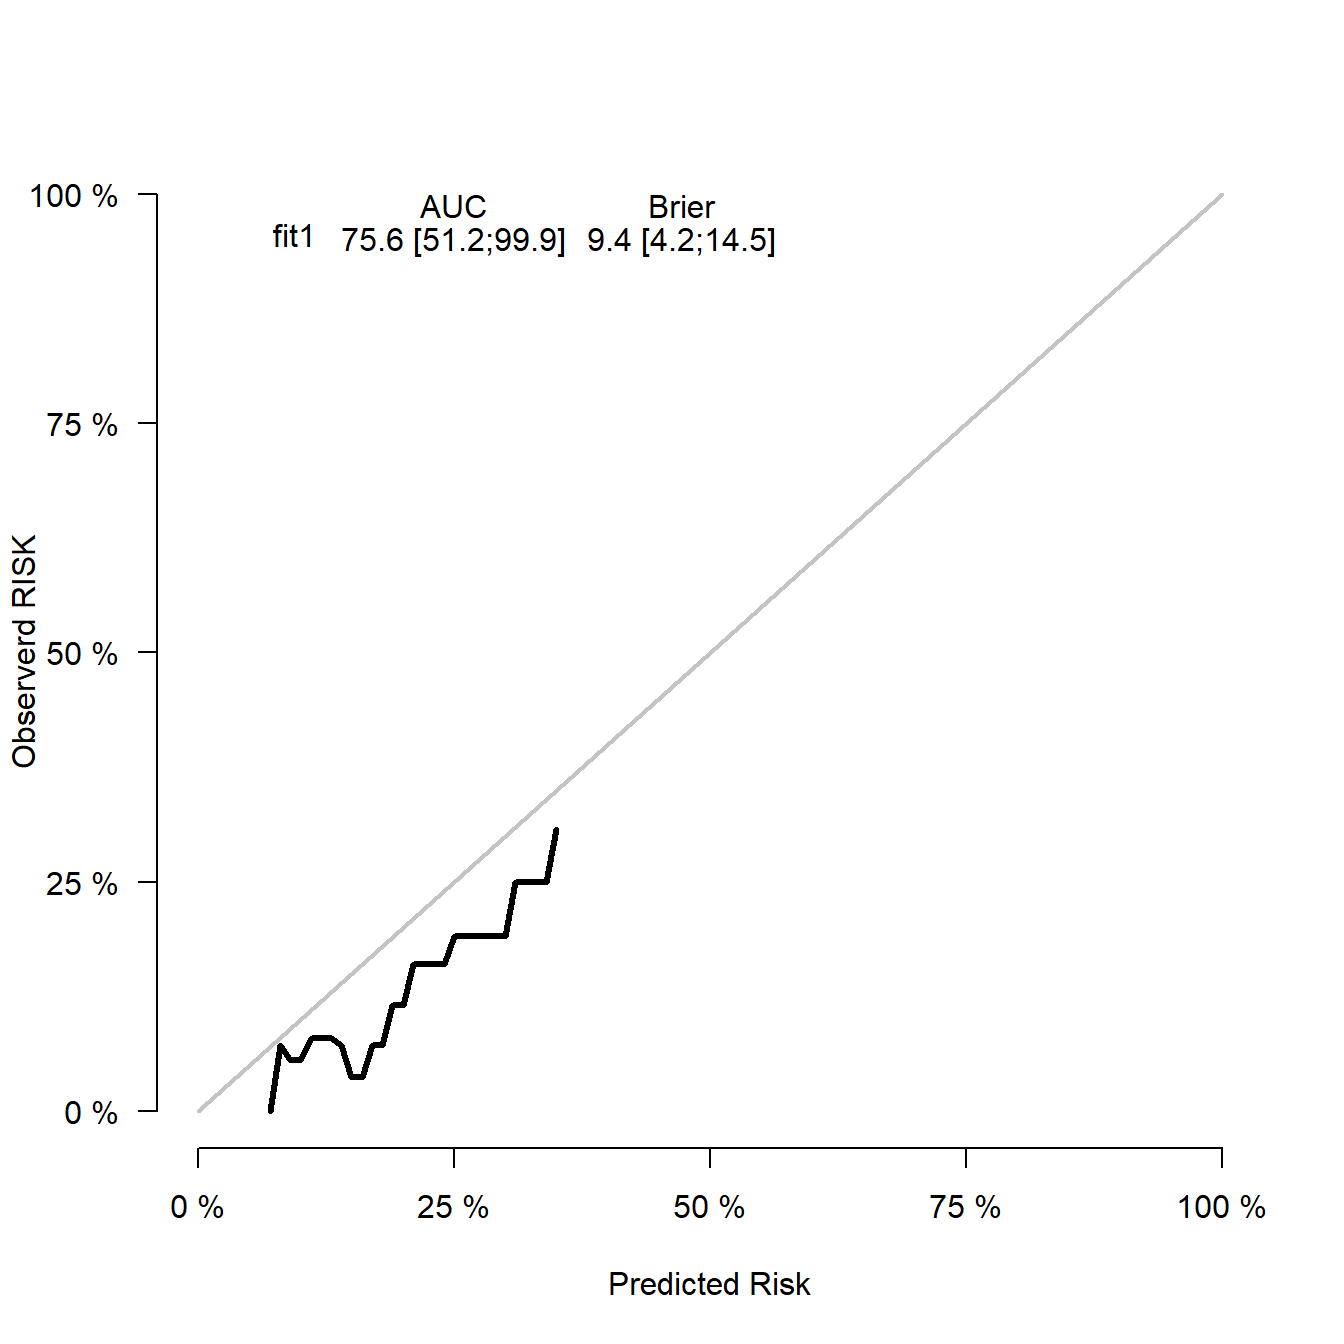 AUC Brier
fit1 75.6 [51.2;99.9] 9.4 [4.2;14.5]
100 %
75 %
50 %
25 %
0 %
Observerd RISK
0 % 25 % 50 % 75 % 100 %
Predicted Risk